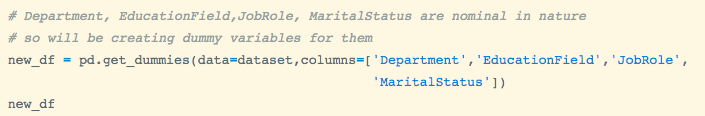 # Department, EducationField,JobRole, MaritalStatus are nominal in nature
# so will be creating dummy variables for them
new_df = pd.get_dummies(data=dataset,columns=['Department','EducationField','JobRole',
'MaritalStatus'])
new_df